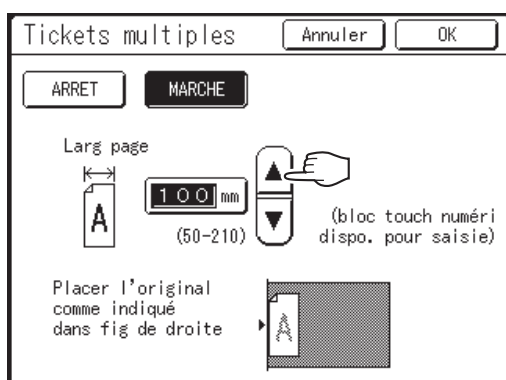 Tickets multiples
Annuler
OK
ARRET
MARCHE
Larg page
A
100 mm
(50-210)
(bloc touch numéri
dispo. pour saisie)
Placer l'original
comme indiqué
dans fig de droite
A